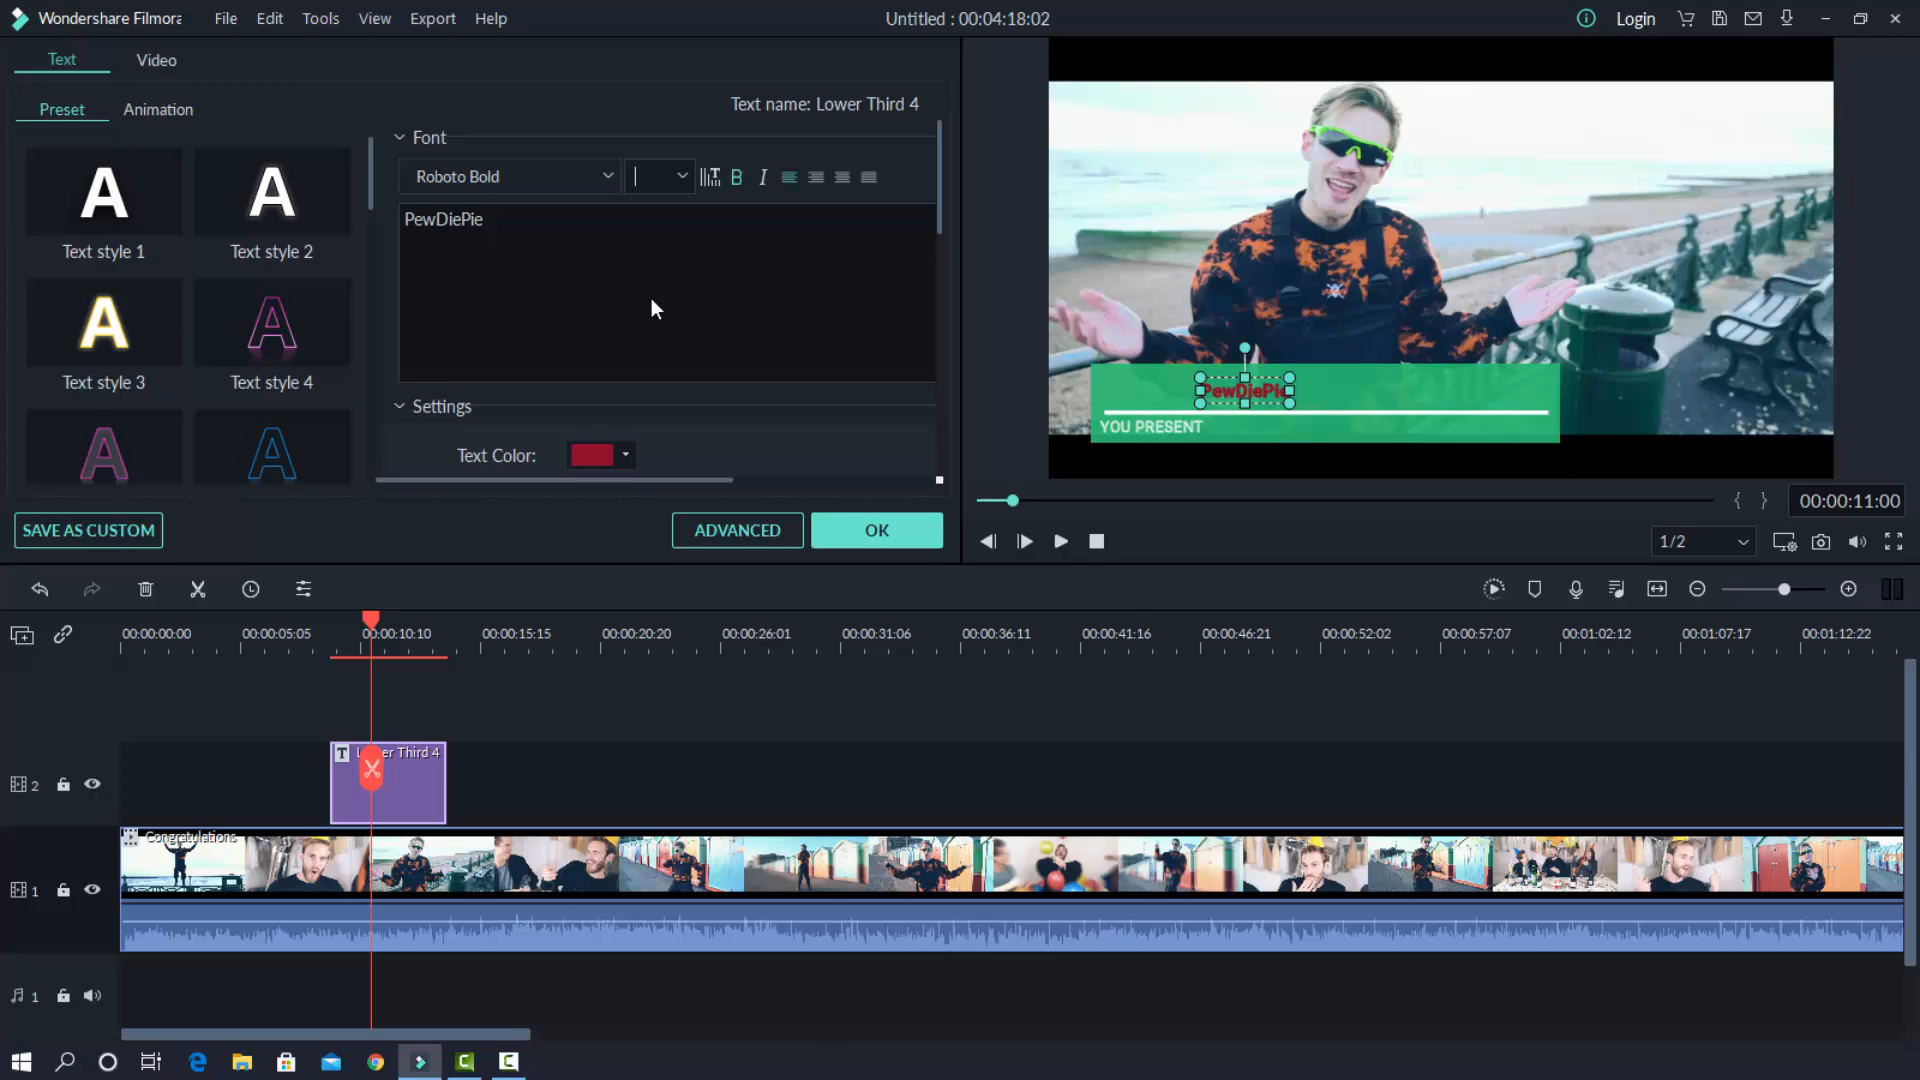 Wondershare Filmora
File Edit Tools View Export Help
Untitled : 00:04:18:02
Login
Text Video
Preset Animation
Text name: Lower Third 4
Font
Roboto Bold
B I
PewDiePie
A A
Text style 1 Text style 2
A A
Text style 3 Text style 4
A A
Settings
Text Color:
SAVE AS CUSTOM
ADVANCED
OK
PewDiePie
YOU PRESENT
{ } 00:00:11:00
1/2
00:00:00:00 00:00:05:05 00:00:10:10 00:00:15:15 00:00:20:20 00:00:26:01 00:00:31:06 00:00:36:11 00:00:41:16 00:00:46:21 00:00:52:02 00:00:57:07 00:01:02:12 00:01:07:17 00:01:12:22
T Lower Third 4
2
Congratulations
1
1